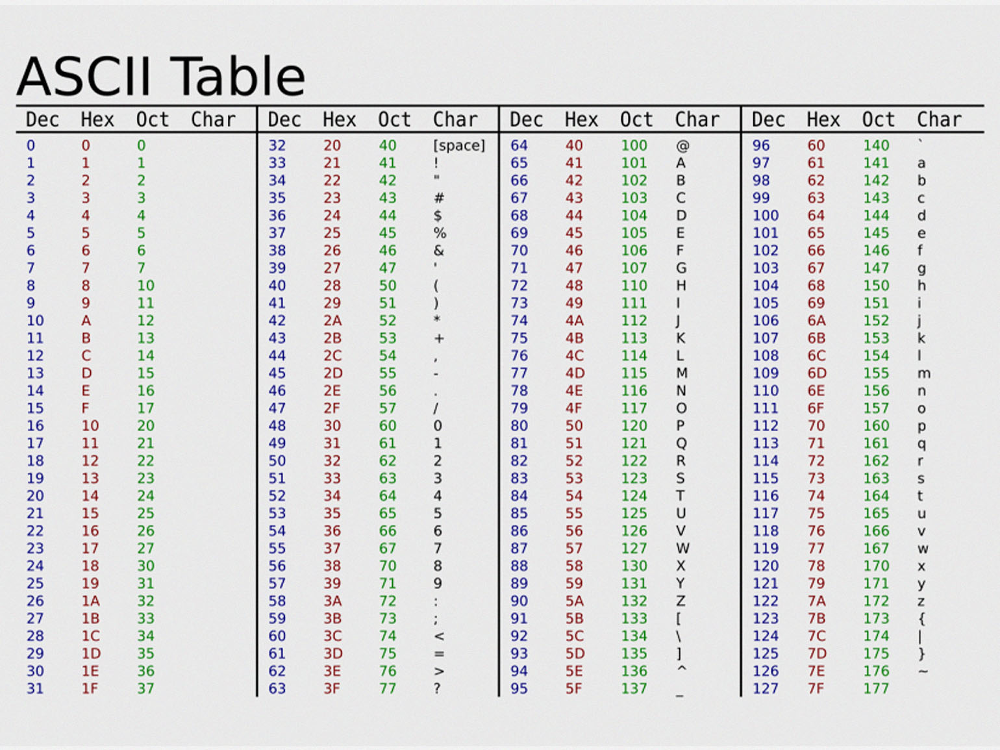 ASCII Table
Dec Hex Oct Char Dec Hex Oct Char Dec Hex Oct Char Dec Hex Oct Char
0 0 0 32 20 40 [space] 64 40 100 @ 96 60 140 `
1 1 1 33 21 41 ! 65 41 101 A 97 61 141 a
2 2 2 34 22 42 " 66 42 102 B 98 62 142 b
3 3 3 35 23 43 # 67 43 103 C 99 63 143 c
4 4 4 36 24 44 $ 68 44 104 D 100 64 144 d
5 5 5 37 25 45 % 69 45 105 E 101 65 145 e
6 6 6 38 26 46 & 70 46 106 F 102 66 146 f
7 7 7 39 27 47 ' 71 47 107 G 103 67 147 g
8 8 10 40 28 50 ( 72 48 110 H 104 68 150 h
9 9 11 41 29 51 ) 73 49 111 I 105 69 151 i
10 A 12 42 2A 52 * 74 4A 112 J 106 6A 152 j
11 B 13 43 2B 53 + 75 4B 113 K 107 6B 153 k
12 C 14 44 2C 54 , 76 4C 114 L 108 6C 154 l
13 D 15 45 2D 55 - 77 4D 115 M 109 6D 155 m
14 E 16 46 2E 56 . 78 4E 116 N 110 6E 156 n
15 F 17 47 2F 57 / 79 4F 117 O 111 6F 157 o
16 10 20 48 30 60 0 80 50 120 P 112 70 160 p
17 11 21 49 31 61 1 81 51 121 Q 113 71 161 q
18 12 22 50 32 62 2 82 52 122 R 114 72 162 r
19 13 23 51 33 63 3 83 53 123 S 115 73 163 s
20 14 24 52 34 64 4 84 54 124 T 116 74 164 t
21 15 25 53 35 65 5 85 55 125 U 117 75 165 u
22 16 26 54 36 66 6 86 56 126 V 118 76 166 v
23 17 27 55 37 67 7 87 57 127 W 119 77 167 w
24 18 30 56 38 70 8 88 58 130 X 120 78 170 x
25 19 31 57 39 71 9 89 59 131 Y 121 79 171 y
26 1A 32 58 3A 72 : 90 5A 132 Z 122 7A 172 z
27 1B 33 59 3B 73 ; 91 5B 133 [ 123 7B 173 {
28 1C 34 60 3C 74 < 92 5C 134 \ 124 7C 174 |
29 1D 35 61 3D 75 = 93 5D 135 ] 125 7D 175 }
30 1E 36 62 3E 76 > 94 5E 136 ^ 126 7E 176 ~
31 1F 37 63 3F 77 ? 95 5F 137 _ 127 7F 177